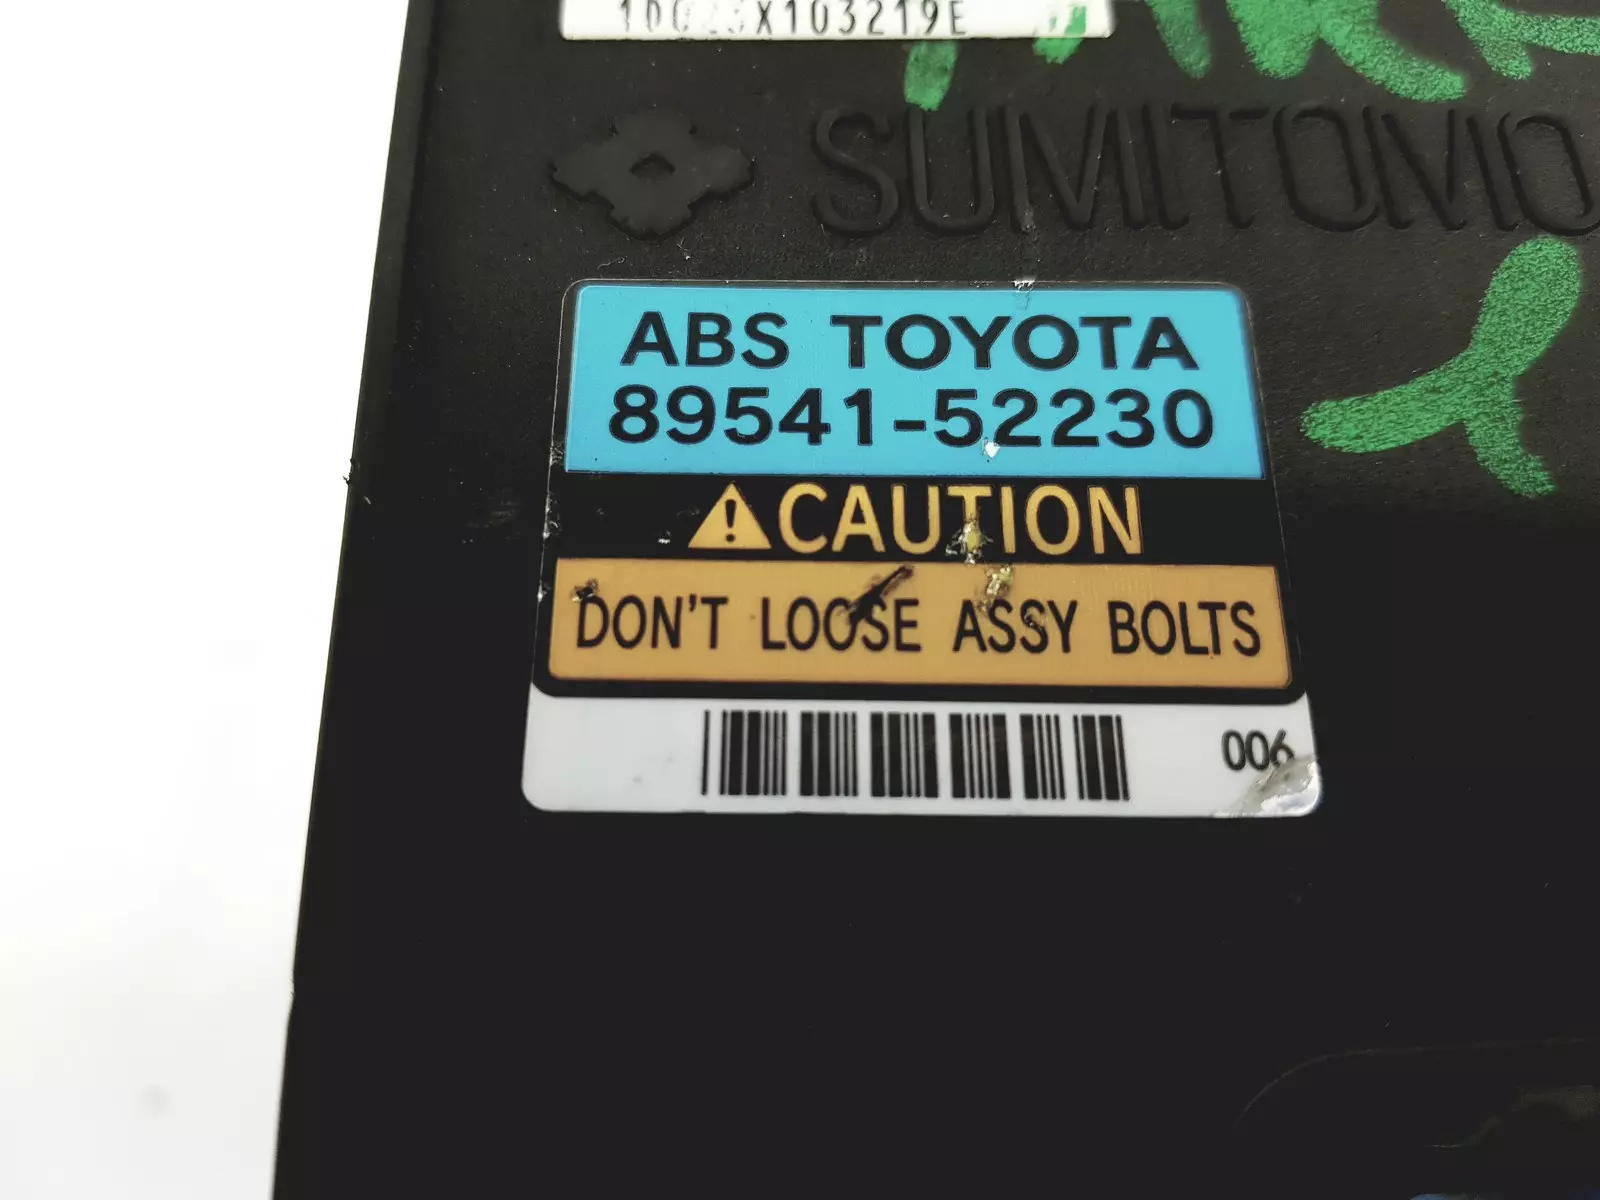 SUMITOMO
ABS TOYOTA
89541-52230
CAUTION
DON'T LOOSE ASSY BOLTS
006